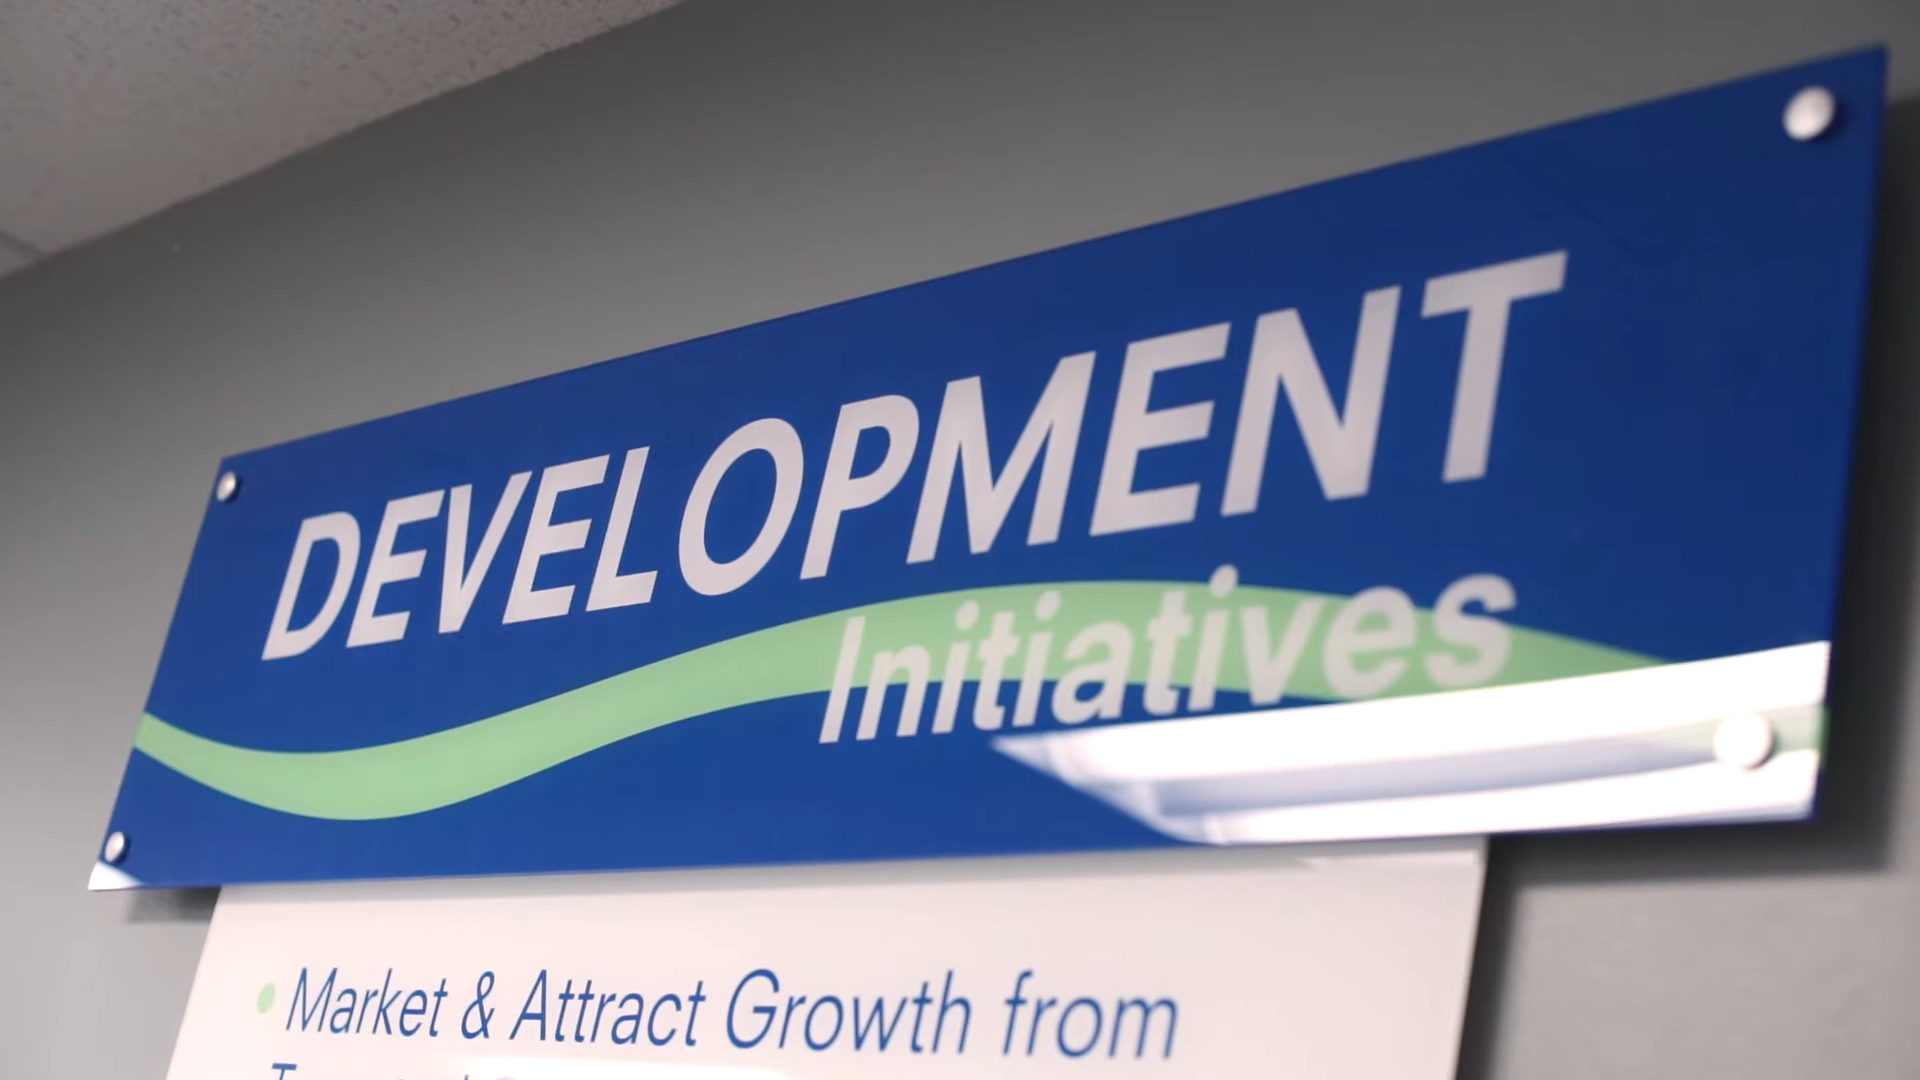 DEVELOPMENT
Initiatives
• Market & Attract Growth from